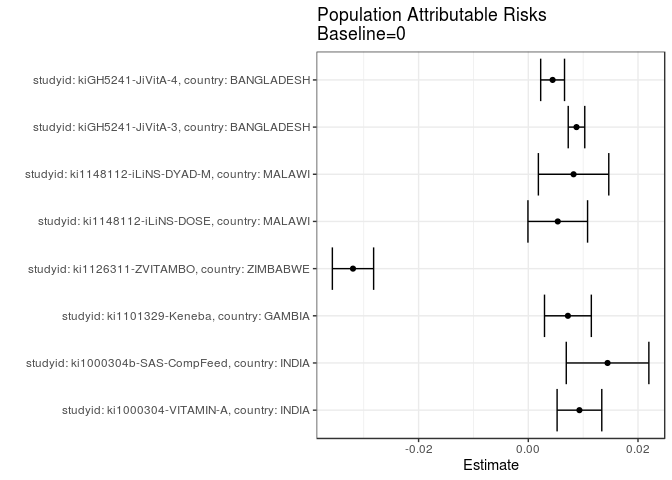 Population Attributable Risks
Baseline=0
studyid: kiGH5241-JiVitA-4, country: BANGLADESH
studyid: kiGH5241-JiVitA-3, country: BANGLADESH
studyid: ki1148112-iLiNS-DYAD-M, country: MALAWI
studyid: ki1148112-iLiNS-DOSE, country: MALAWI
studyid: ki1126311-ZVITAMBO, country: ZIMBABWE
studyid: ki1101329-Keneba, country: GAMBIA
studyid: ki1000304b-SAS-CompFeed, country: INDIA
studyid: ki1000304-VITAMIN-A, country: INDIA
-0.02 0.00 0.02
Estimate